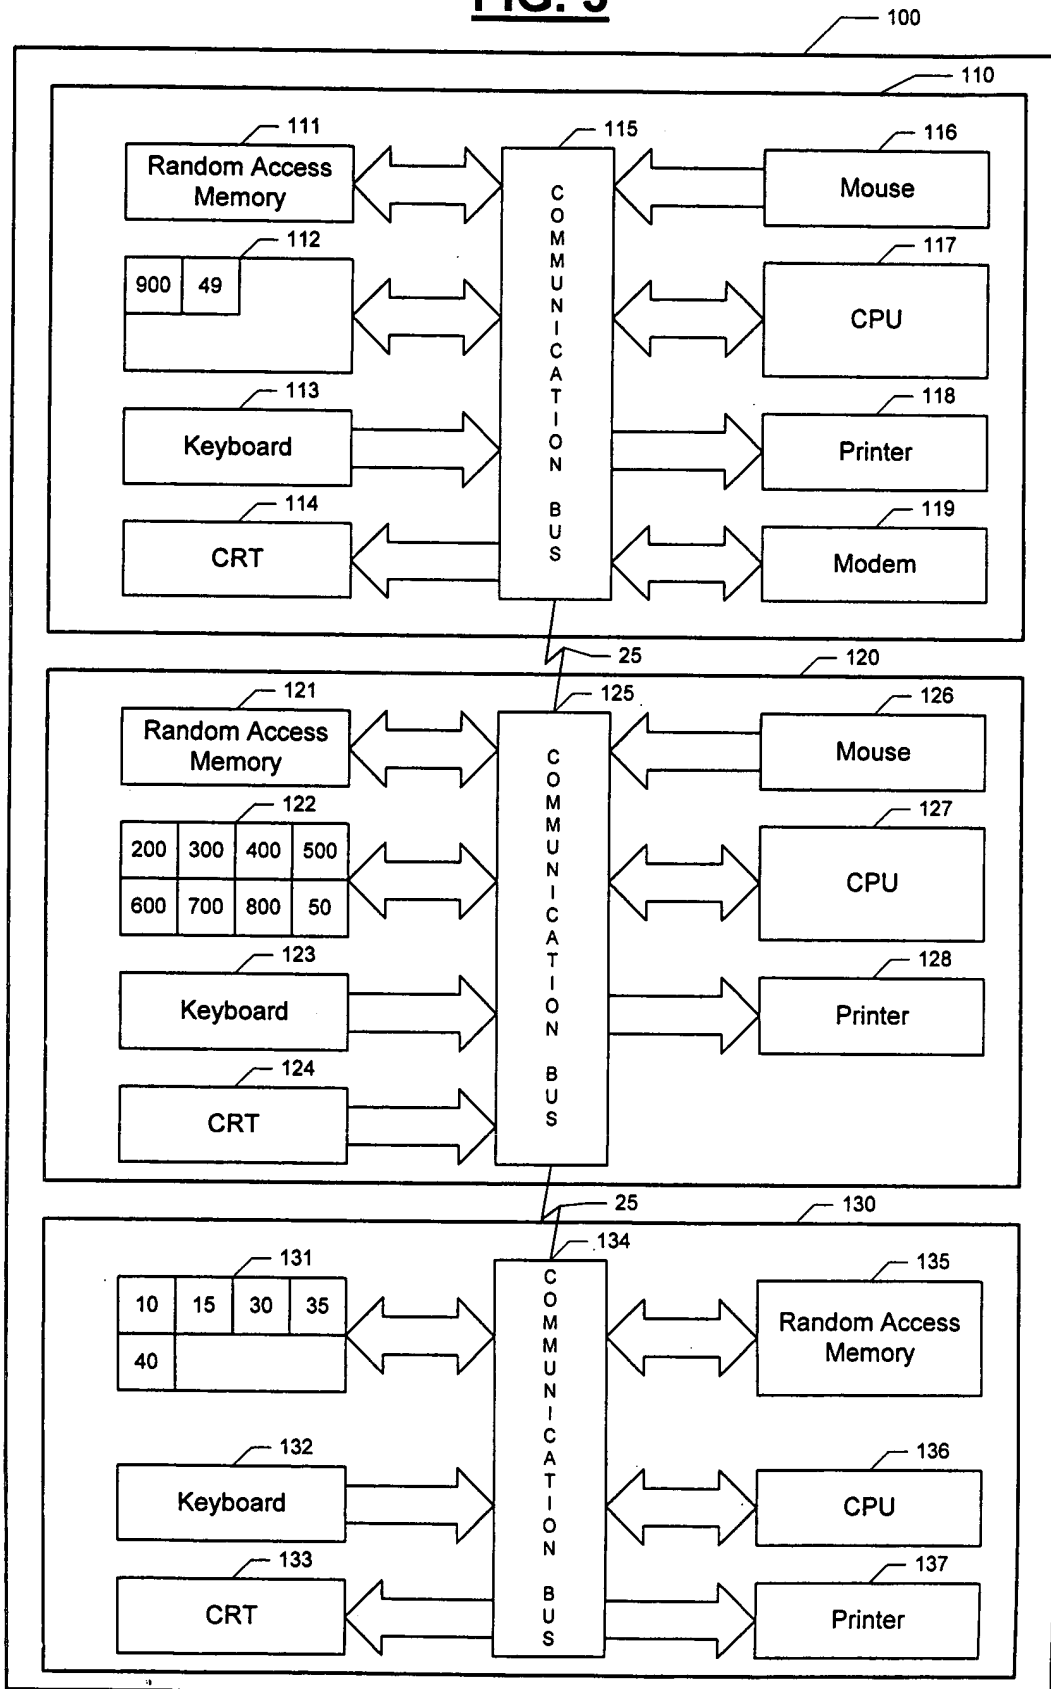 FIG. 3
100
110
111
115
116
Random Access
Memory
Mouse
COMMUNICATION BUS
112
117
900 49
CPU
113
118
Keyboard
Printer
114
119
CRT
Modem
25
120
121
125
126
Random Access
Memory
Mouse
COMMUNICATION BUS
122
127
200 300 400 500
CPU
600 700 800 50
123
128
Keyboard
Printer
124
CRT
25
130
134
131
135
COMMUNICATION BUS
10 15 30 35
Random Access
Memory
40
132
136
Keyboard
CPU
133
137
CRT
Printer